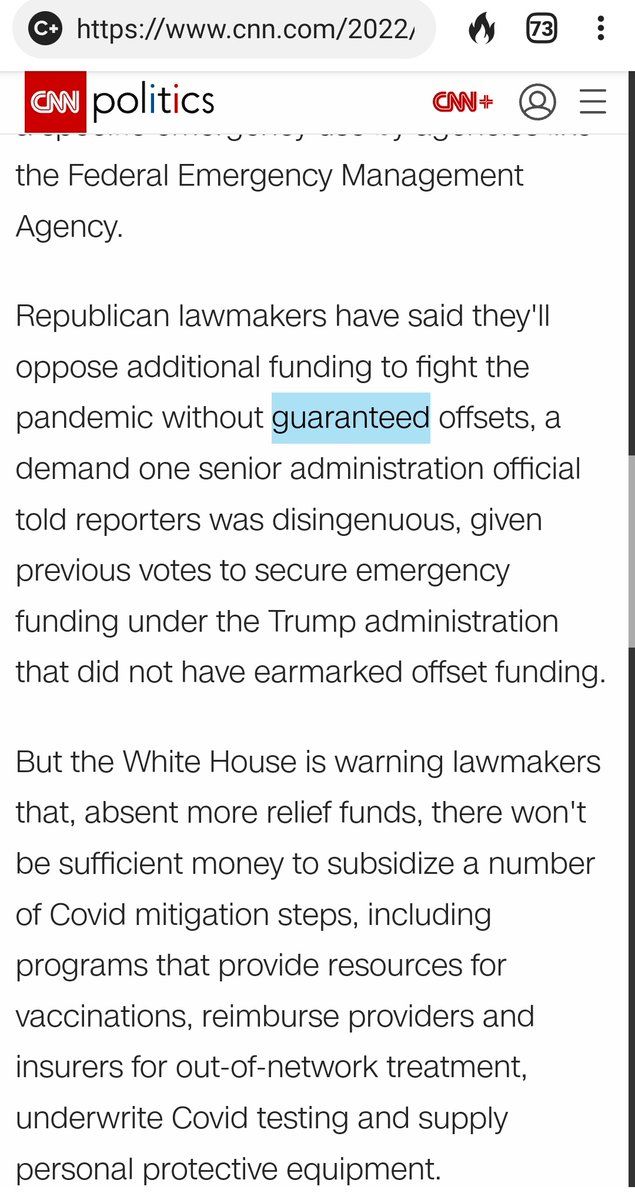 C+ https://www.cnn.com/2022/ 73
CNN politics CNN+
the Federal Emergency Management
Agency.
Republican lawmakers have said they'll
oppose additional funding to fight the
pandemic without guaranteed offsets, a
demand one senior administration official
told reporters was disingenuous, given
previous votes to secure emergency
funding under the Trump administration
that did not have earmarked offset funding.
But the White House is warning lawmakers
that, absent more relief funds, there won't
be sufficient money to subsidize a number
of Covid mitigation steps, including
programs that provide resources for
vaccinations, reimburse providers and
insurers for out-of-network treatment,
underwrite Covid testing and supply
personal protective equipment.